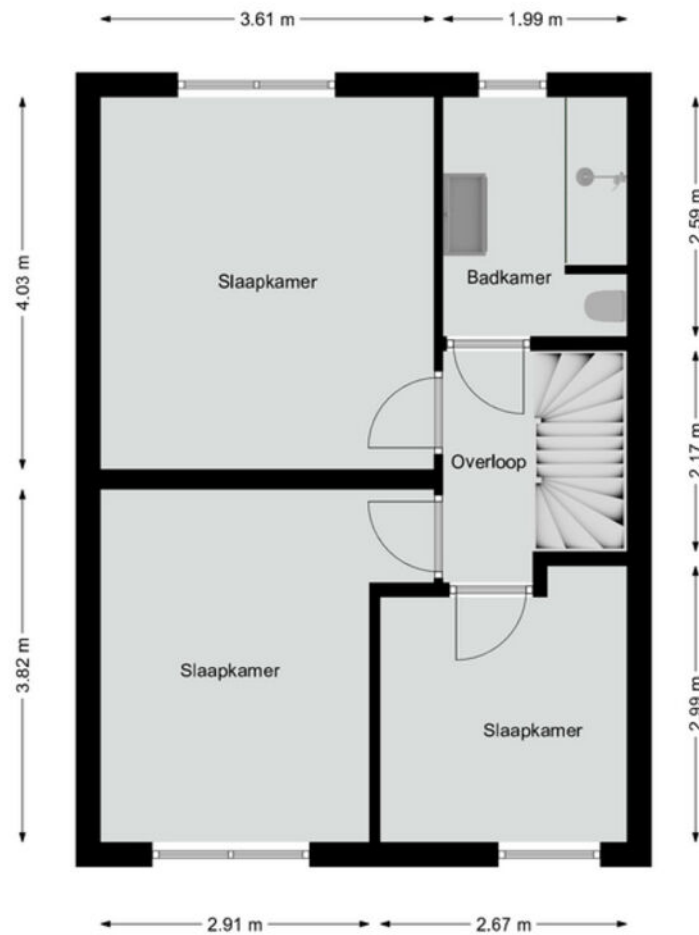 3.61 m
1.99 m
4.03 m
2.59 m
Slaapkamer
Badkamer
Overloop
2.17 m
Slaapkamer
3.82 m
Slaapkamer
2.99 m
2.91 m
2.67 m